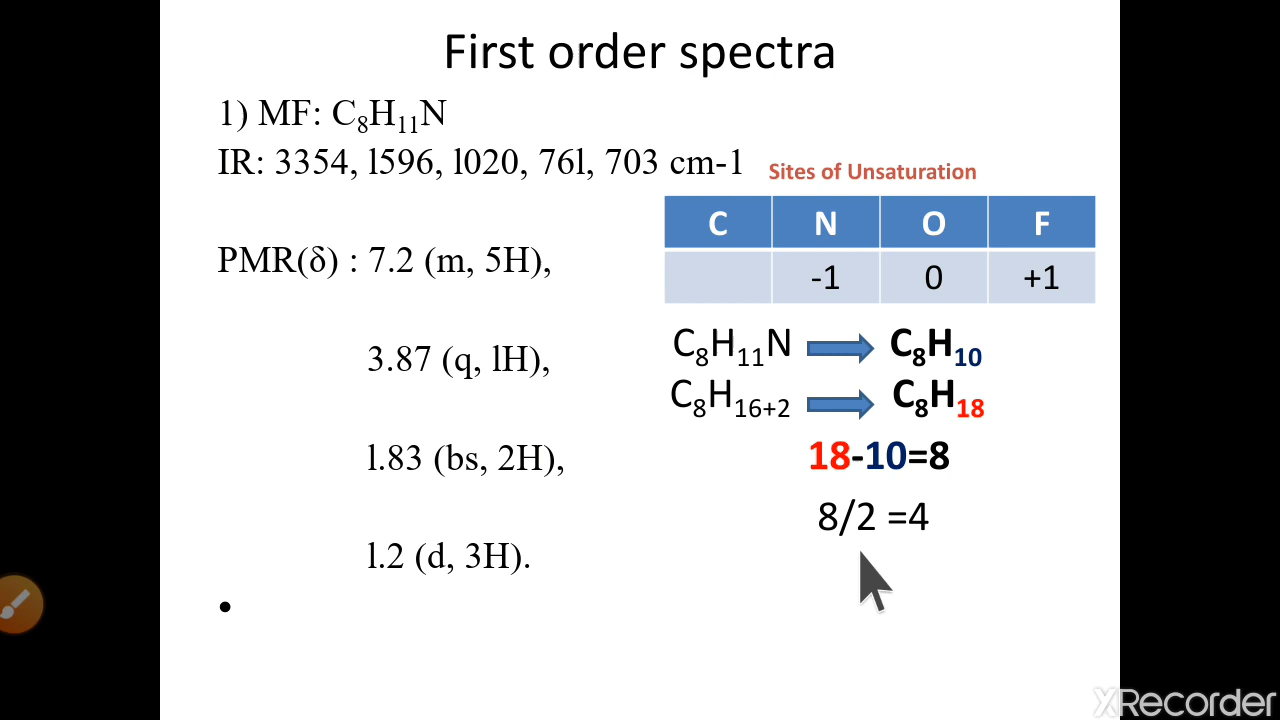 First order spectra
1) MF: C₈H₁₁N
IR: 3354, l596, l020, 76l, 703 cm-1
Sites of Unsaturation
C N O F
-1 0 +1
PMR(δ) : 7.2 (m, 5H),
3.87 (q, lH),
l.83 (bs, 2H),
l.2 (d, 3H).
C₈H₁₁N C₈H₁₀
C₈H₁₆₊₂ C₈H₁₈
18-10=8
8/2 =4
XRecorder